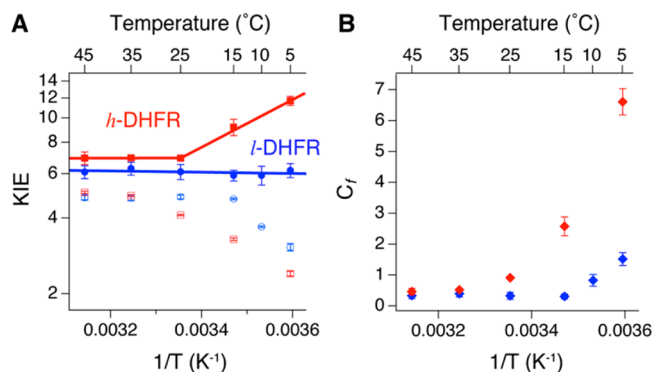 A
Temperature (˚C)
45 35 25 15 10 5
14
12
10
8
6
4
2
KIE
h-DHFR
l-DHFR
0.0032 0.0034 0.0036
1/T (K⁻¹)
B
Temperature (˚C)
45 35 25 15 10 5
7
6
5
4
3
2
1
0
Cf
0.0032 0.0034 0.0036
1/T (K⁻¹)